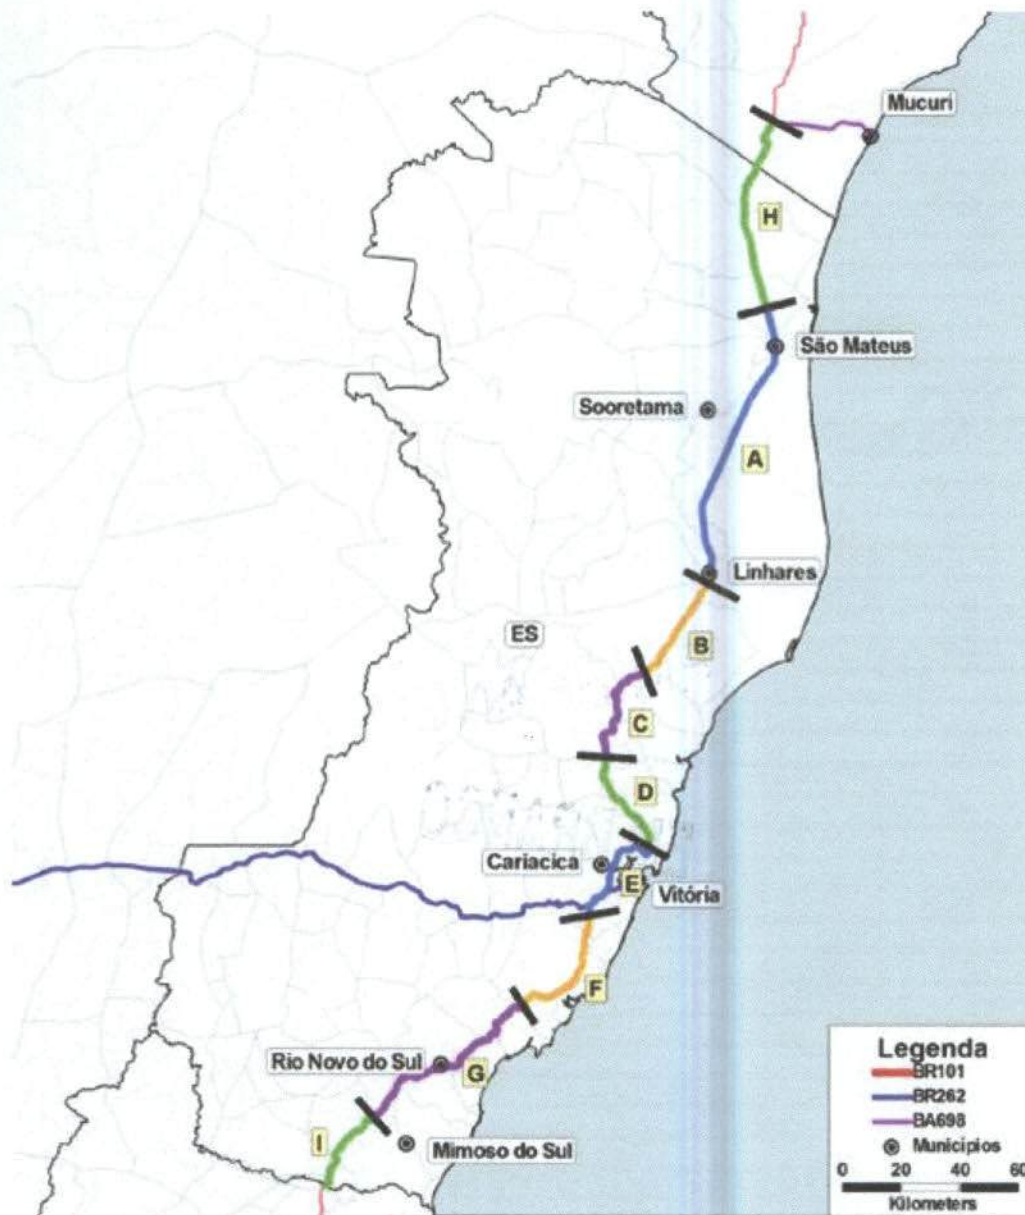 Mucuri
H
São Mateus
Sooretama
A
Linhares
ES
B
C
D
Cariacica
E
Vitória
F
Rio Novo do Sul
G
I
Mimoso do Sul
Legenda
BR101
BR262
BA698
Municípios
0 20 40 60
Kilometers